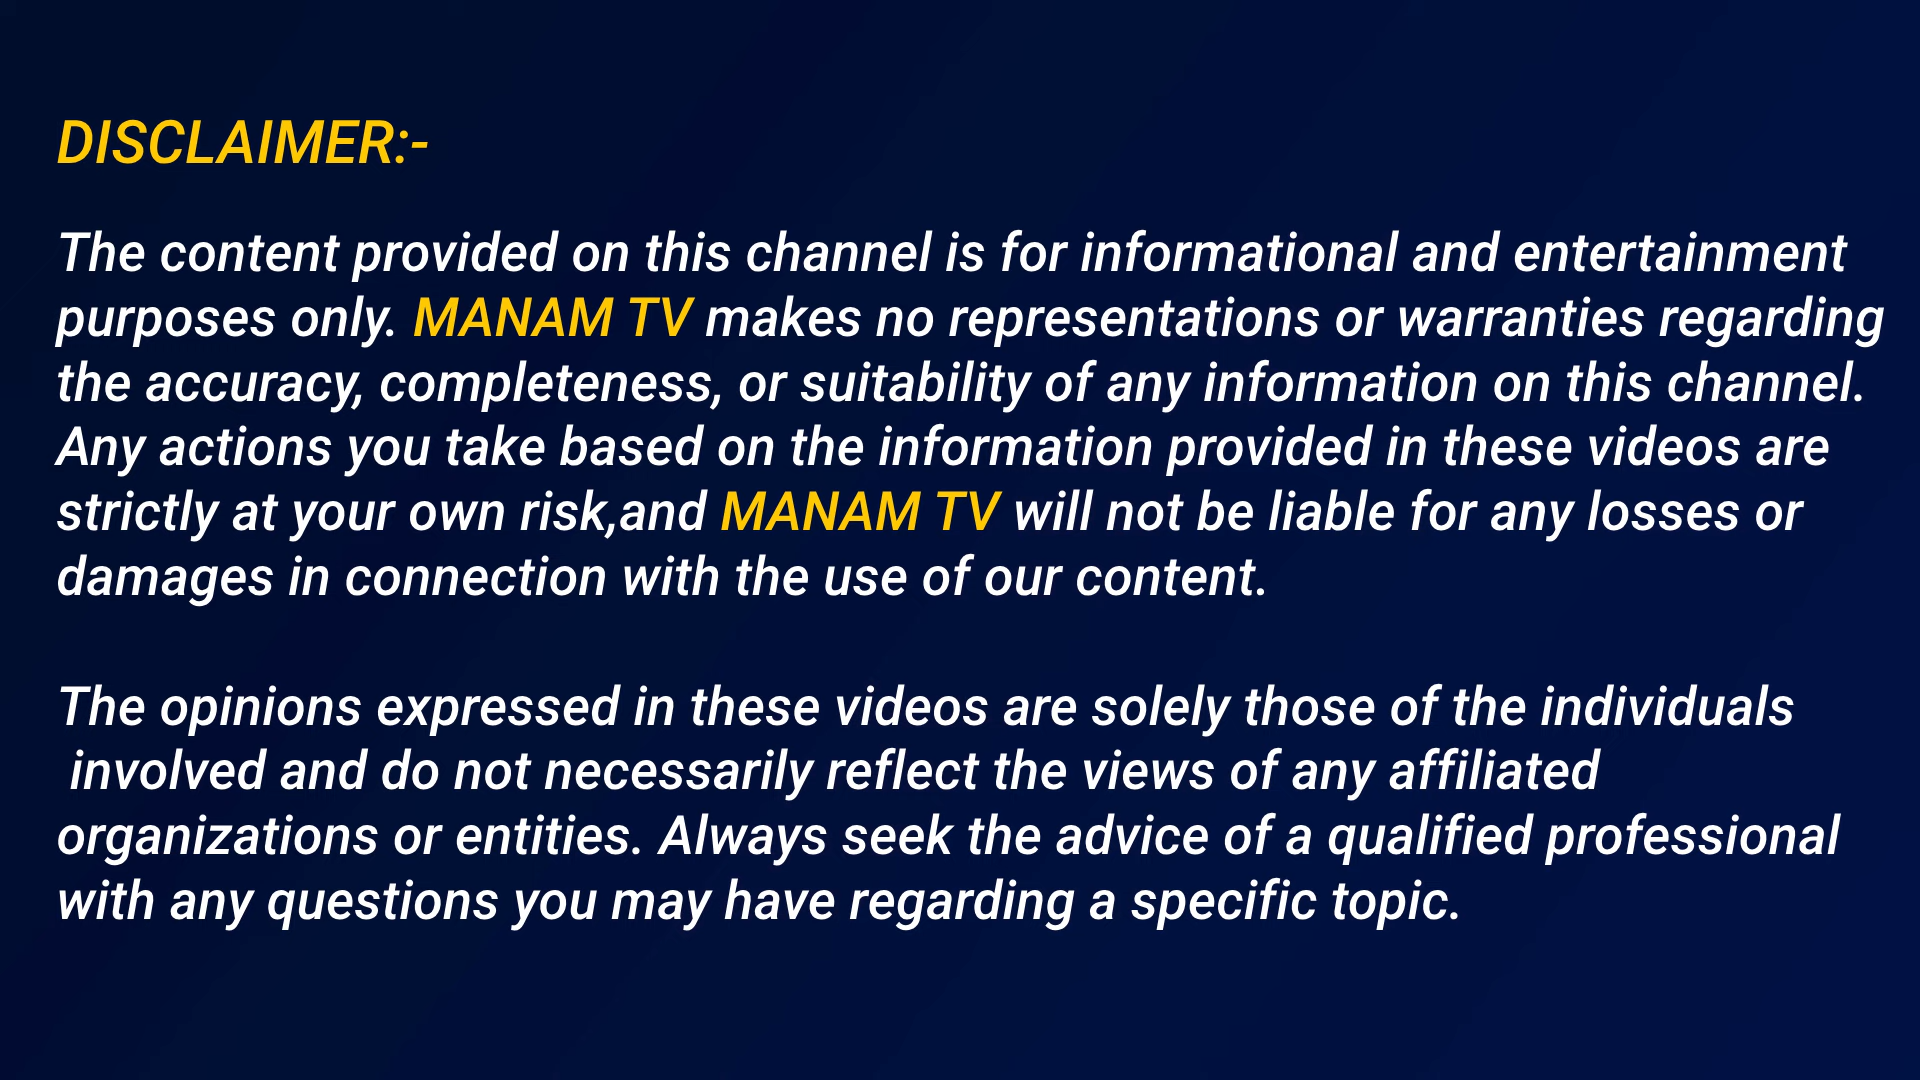 DISCLAIMER:-
The content provided on this channel is for informational and entertainment
purposes only. MANAM TV makes no representations or warranties regarding
the accuracy, completeness, or suitability of any information on this channel.
Any actions you take based on the information provided in these videos are
strictly at your own risk,and MANAM TV will not be liable for any losses or
damages in connection with the use of our content.
The opinions expressed in these videos are solely those of the individuals
involved and do not necessarily reflect the views of any affiliated
organizations or entities. Always seek the advice of a qualified professional
with any questions you may have regarding a specific topic.